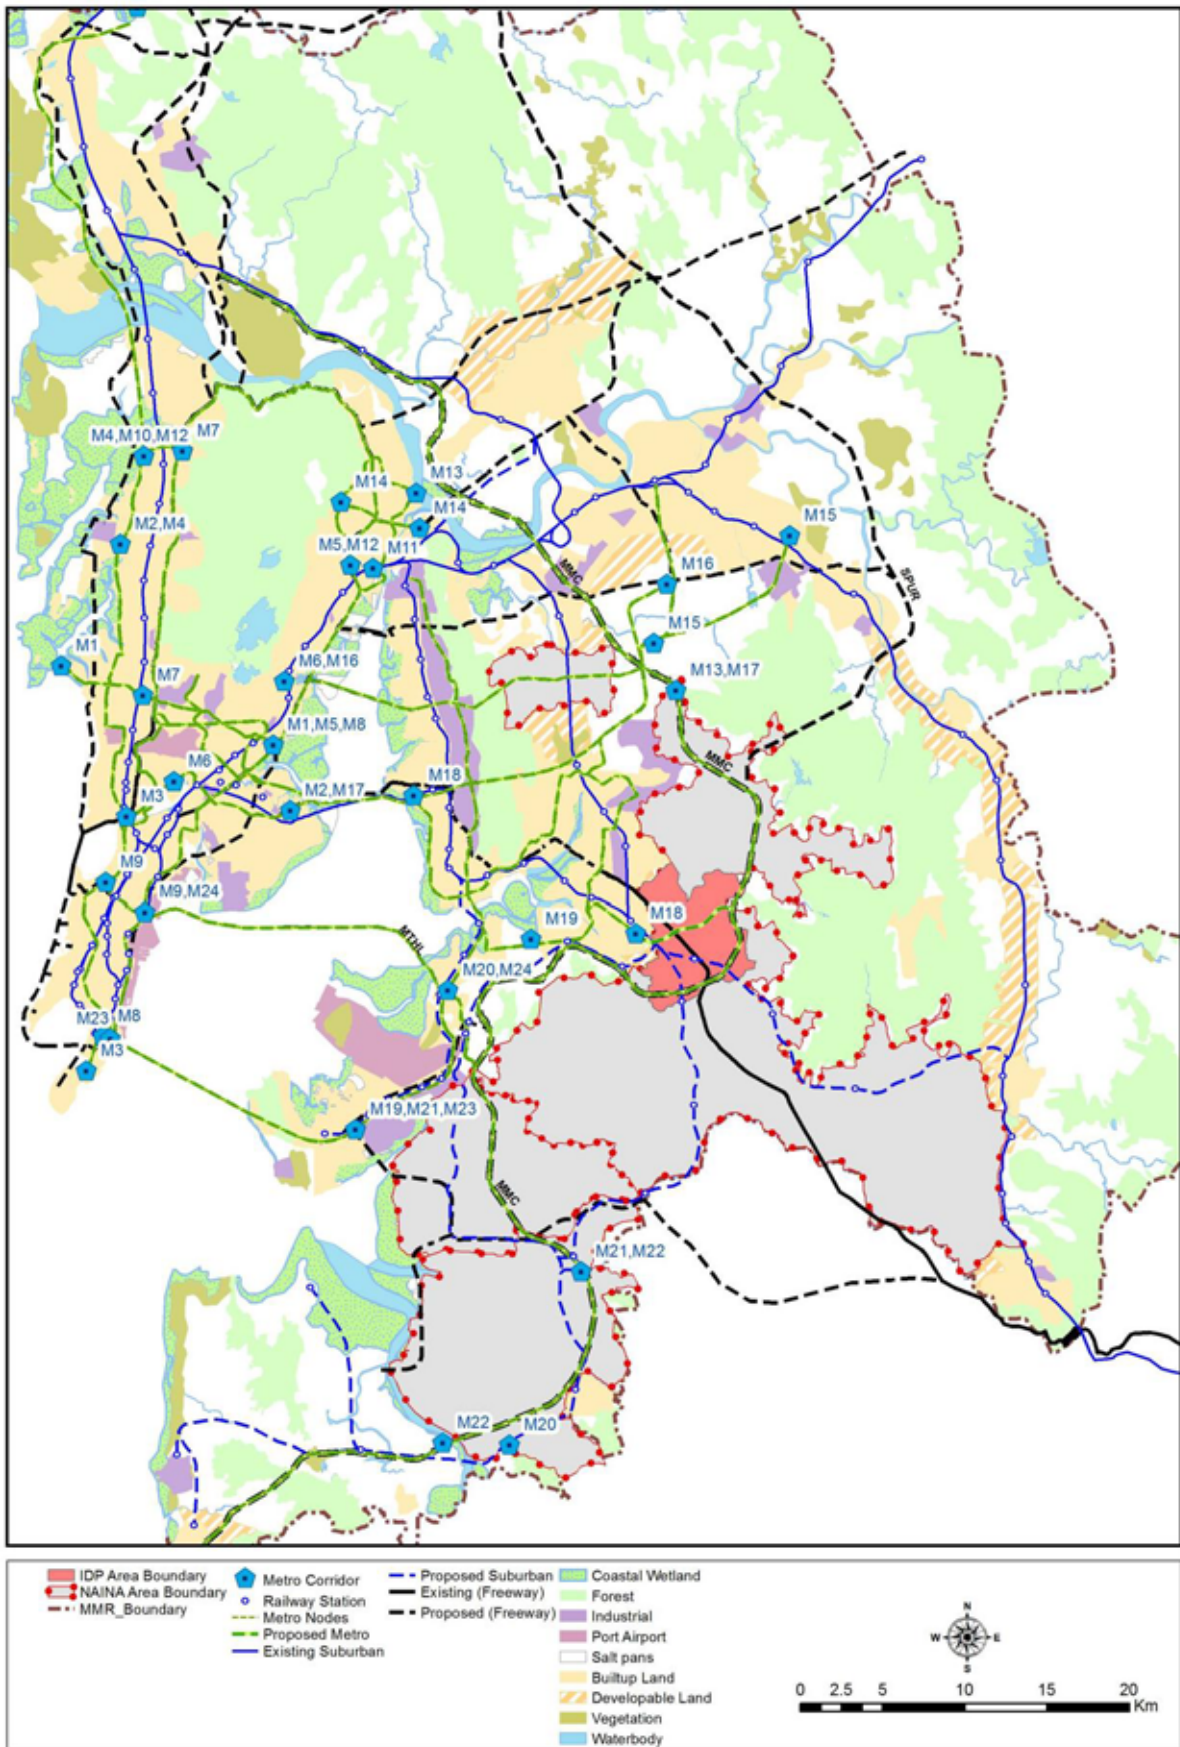 M4,M10,M12
M7
M14
M13
M14
M2,M4
M5,M12
M11
M15
MMC
M16
SPUR
M1
M15
M6,M16
M7
M13,M17
M1,M5,M8
MMC
M6
M18
M3
M2,M17
M9
M9,M24
M18
M19
MTHL
M20,M24
M23
M8
M3
M19,M21,M23
MMC
M21,M22
M22
M20
IDP Area Boundary
NAINA Area Boundary
MMR_Boundary
Metro Corridor
Railway Station
Metro Nodes
Proposed Metro
Existing Suburban
Proposed Suburban
Existing (Freeway)
Proposed (Freeway)
Coastal Wetland
Forest
Industrial
Port Airport
Salt pans
Builtup Land
Developable Land
Vegetation
Waterbody
N
W E
S
0 2.5 5 10 15 20
Km